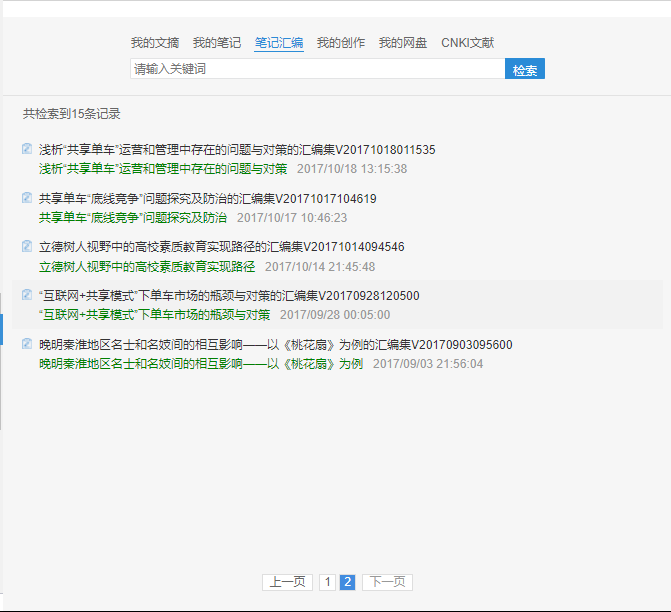 我的文摘 我的笔记 笔记汇编 我的创作 我的网盘 CNKI文献
请输入关键词 检索
共检索到15条记录
浅析“共享单车”运营和管理中存在的问题与对策的汇编集V20171018011535
浅析“共享单车”运营和管理中存在的问题与对策 2017/10/18 13:15:38
共享单车“底线竞争”问题探究及防治的汇编集V20171017104619
共享单车“底线竞争”问题探究及防治 2017/10/17 10:46:23
立德树人视野中的高校素质教育实现路径的汇编集V20171014094546
立德树人视野中的高校素质教育实现路径 2017/10/14 21:45:48
“互联网+共享模式”下单车市场的瓶颈与对策的汇编集V20170928120500
“互联网+共享模式”下单车市场的瓶颈与对策 2017/09/28 00:05:00
晚明秦淮地区名士和名妓间的相互影响——以《桃花扇》为例的汇编集V20170903095600
晚明秦淮地区名士和名妓间的相互影响——以《桃花扇》为例 2017/09/03 21:56:04
上一页 1 2 下一页